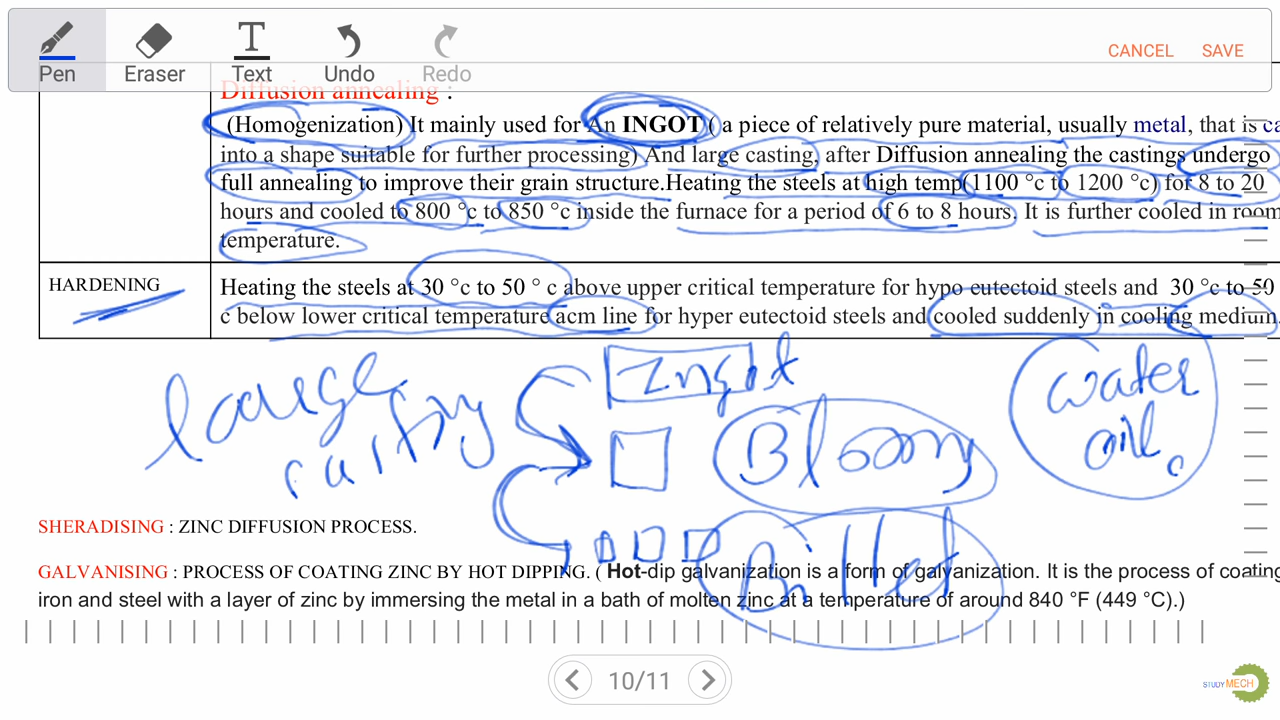 Pen Eraser Text Undo Redo CANCEL SAVE
Diffusion annealing :
(Homogenization) It mainly used for An INGOT ( a piece of relatively pure material, usually metal, that is ca
into a shape suitable for further processing) And large casting, after Diffusion annealing the castings undergo
full annealing to improve their grain structure.Heating the steels at high temp(1100 °c to 1200 °c) for 8 to 20
hours and cooled to 800 °c to 850 °c inside the furnace for a period of 6 to 8 hours. It is further cooled in room
temperature.
HARDENING
Heating the steels at 30 °c to 50 ° c above upper critical temperature for hypo eutectoid steels and 30 °c to 50
c below lower critical temperature acm line for hyper eutectoid steels and cooled suddenly in cooling medium.
large
Ingot
water
Bloom
oil
SHERADISING : ZINC DIFFUSION PROCESS.
Billet
GALVANISING : PROCESS OF COATING ZINC BY HOT DIPPING. ( Hot-dip galvanization is a form of galvanization. It is the process of coating
iron and steel with a layer of zinc by immersing the metal in a bath of molten zinc at a temperature of around 840 °F (449 °C).)
10/11
STUDYMECH